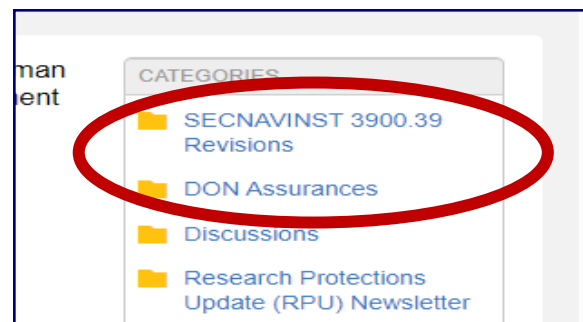 man
ent
CATEGORIES
SECNAVINST 3900.39
Revisions
DON Assurances
Discussions
Research Protections
Update (RPU) Newsletter